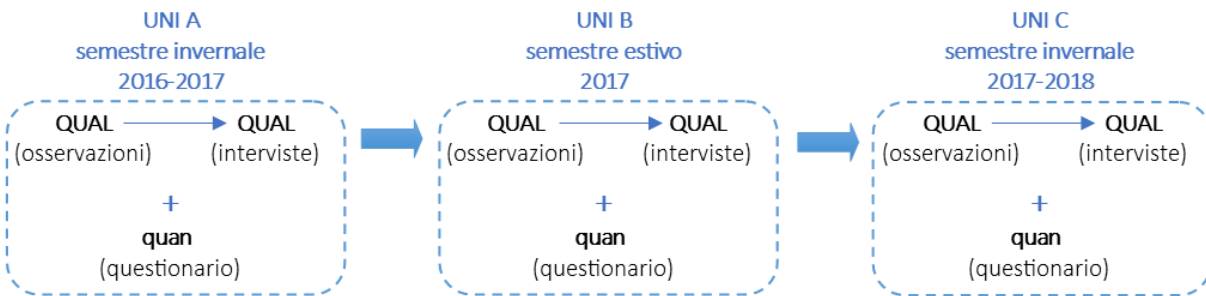 UNI A
semestre invernale
2016-2017
QUAL QUAL
(osservazioni) (interviste)
+
quan
(questionario)
UNI B
semestre estivo
2017
QUAL QUAL
(osservazioni) (interviste)
+
quan
(questionario)
UNI C
semestre invernale
2017-2018
QUAL QUAL
(osservazioni) (interviste)
+
quan
(questionario)